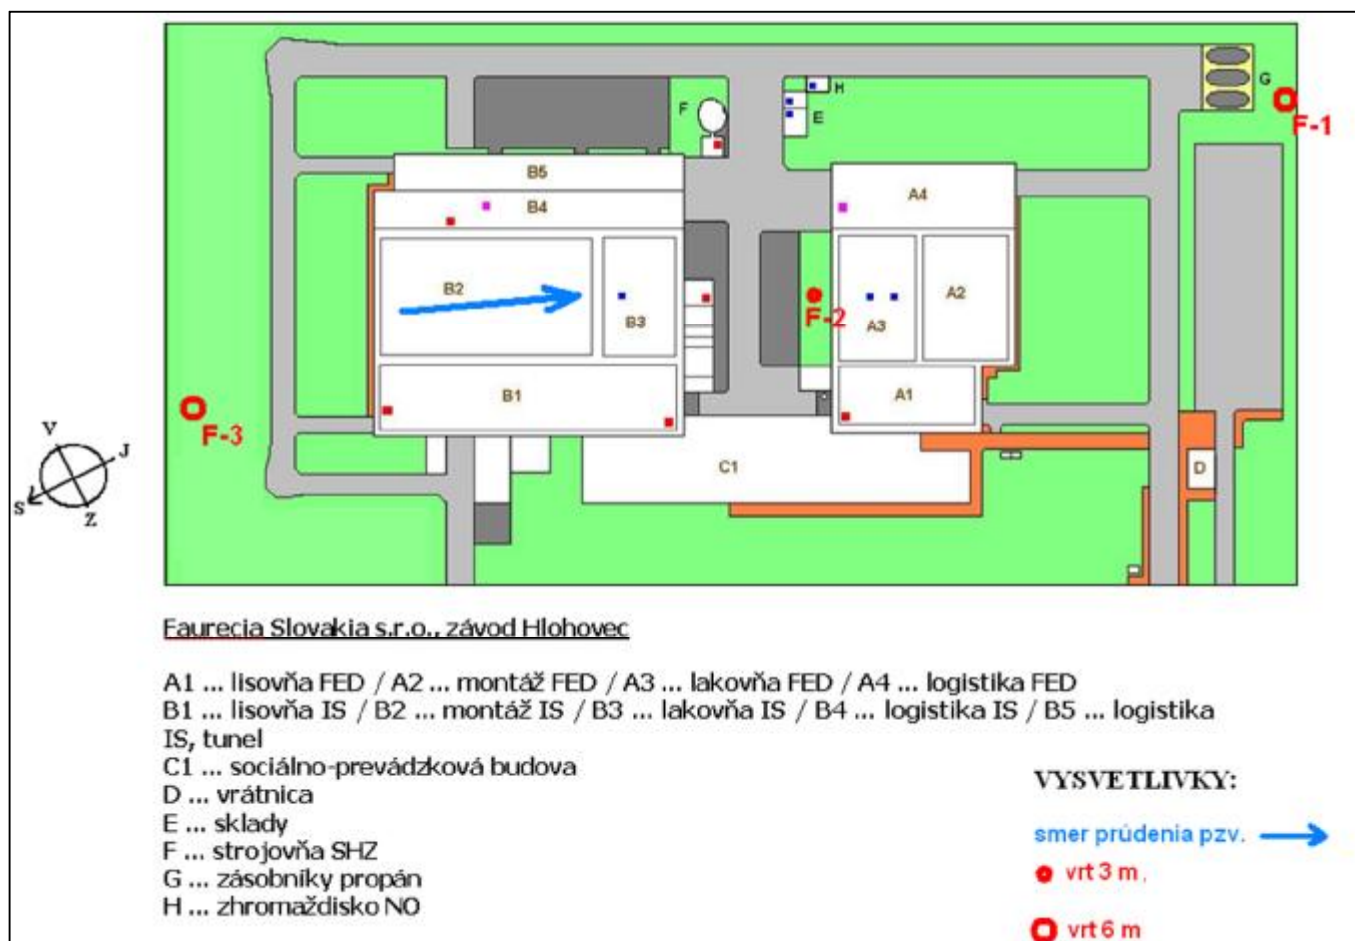 H
G
F
E
F-1
B5
A4
B4
B2
A2
F-2
B3
A3
B1
A1
F-3
V
J
C1
D
S
Z
Faurecia Slovakia s.r.o., závod Hlohovec
A1 ... lisovňa FED / A2 ... montáž FED / A3 ... lakovňa FED / A4 ... logistika FED
B1 ... lisovňa IS / B2 ... montáž IS / B3 ... lakovňa IS / B4 ... logistika IS / B5 ... logistika
IS, tunel
C1 ... sociálno-prevádzková budova
D ... vrátnica
E ... sklady
F ... strojovňa SHZ
G ... zásobníky propán
H ... zhromaždisko NO
VYSVETLIVKY:
smer prúdenia pzv.
vrt 3 m .
vrt 6 m